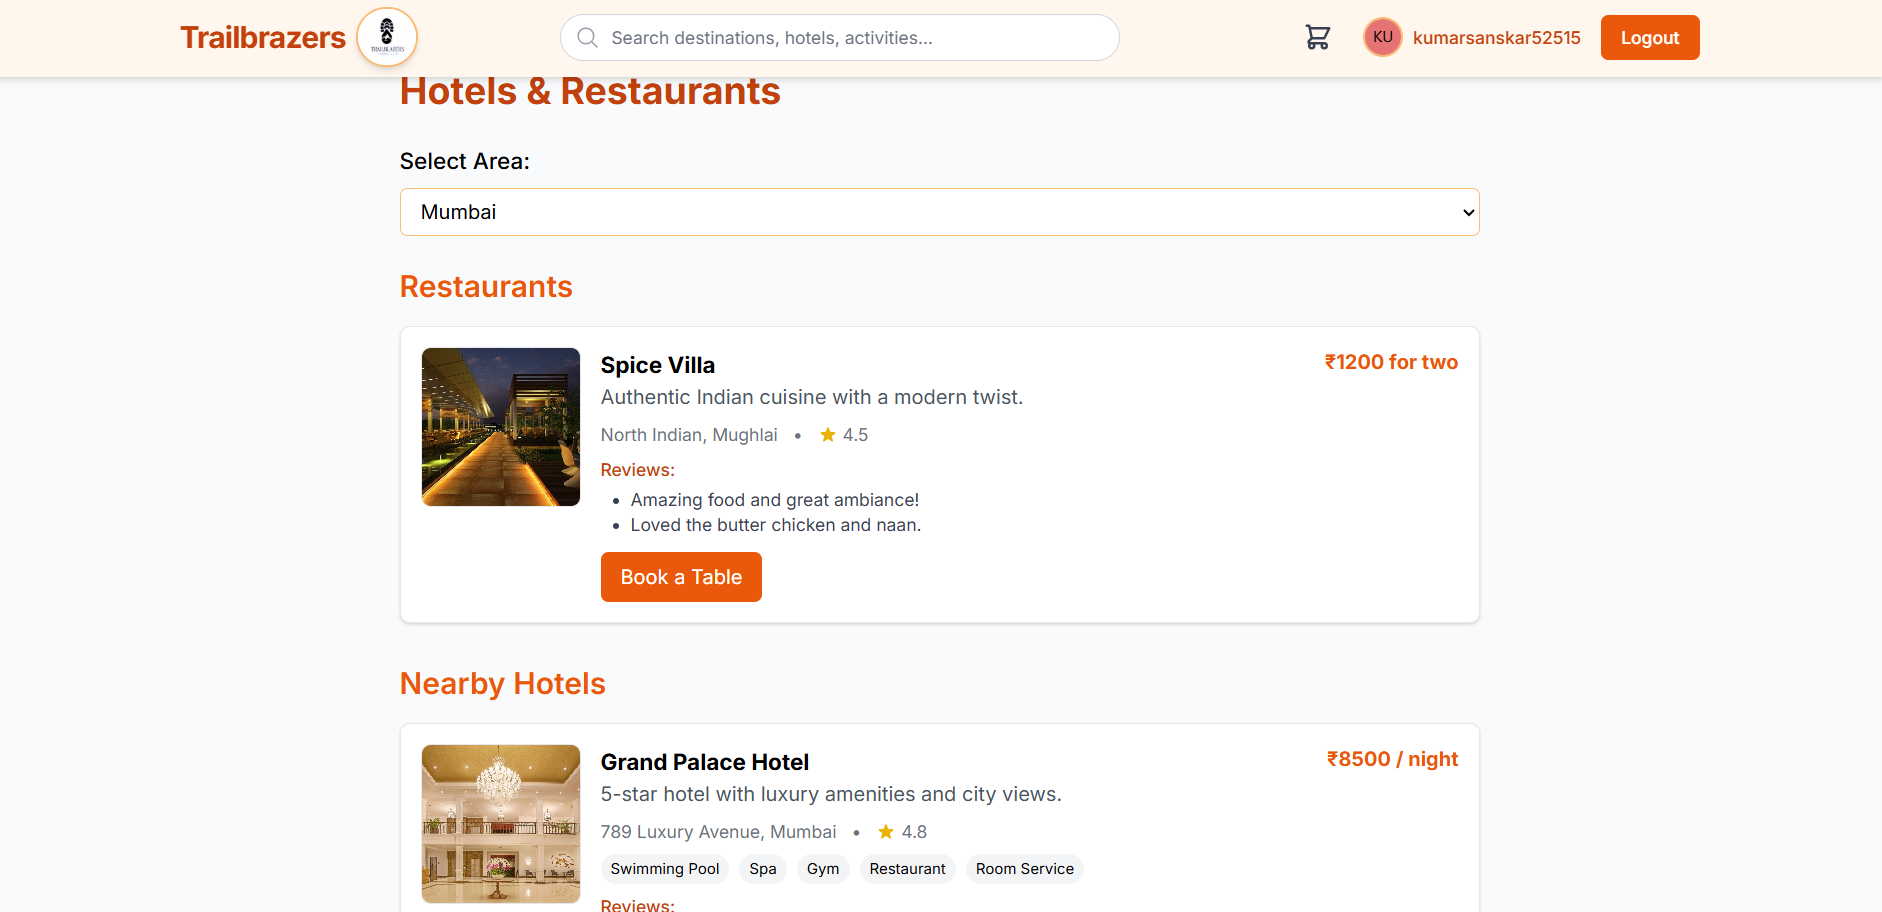 Trailbrazers
TRAILBLAZERS
Search destinations, hotels, activities...
KU
kumarsanskar52515
Logout
Hotels & Restaurants
Select Area:
Mumbai
Restaurants
Spice Villa
₹1200 for two
Authentic Indian cuisine with a modern twist.
North Indian, Mughlai • ★ 4.5
Reviews:
• Amazing food and great ambiance!
• Loved the butter chicken and naan.
Book a Table
Nearby Hotels
Grand Palace Hotel
₹8500 / night
5-star hotel with luxury amenities and city views.
789 Luxury Avenue, Mumbai • ★ 4.8
Swimming Pool Spa Gym Restaurant Room Service
Reviews: